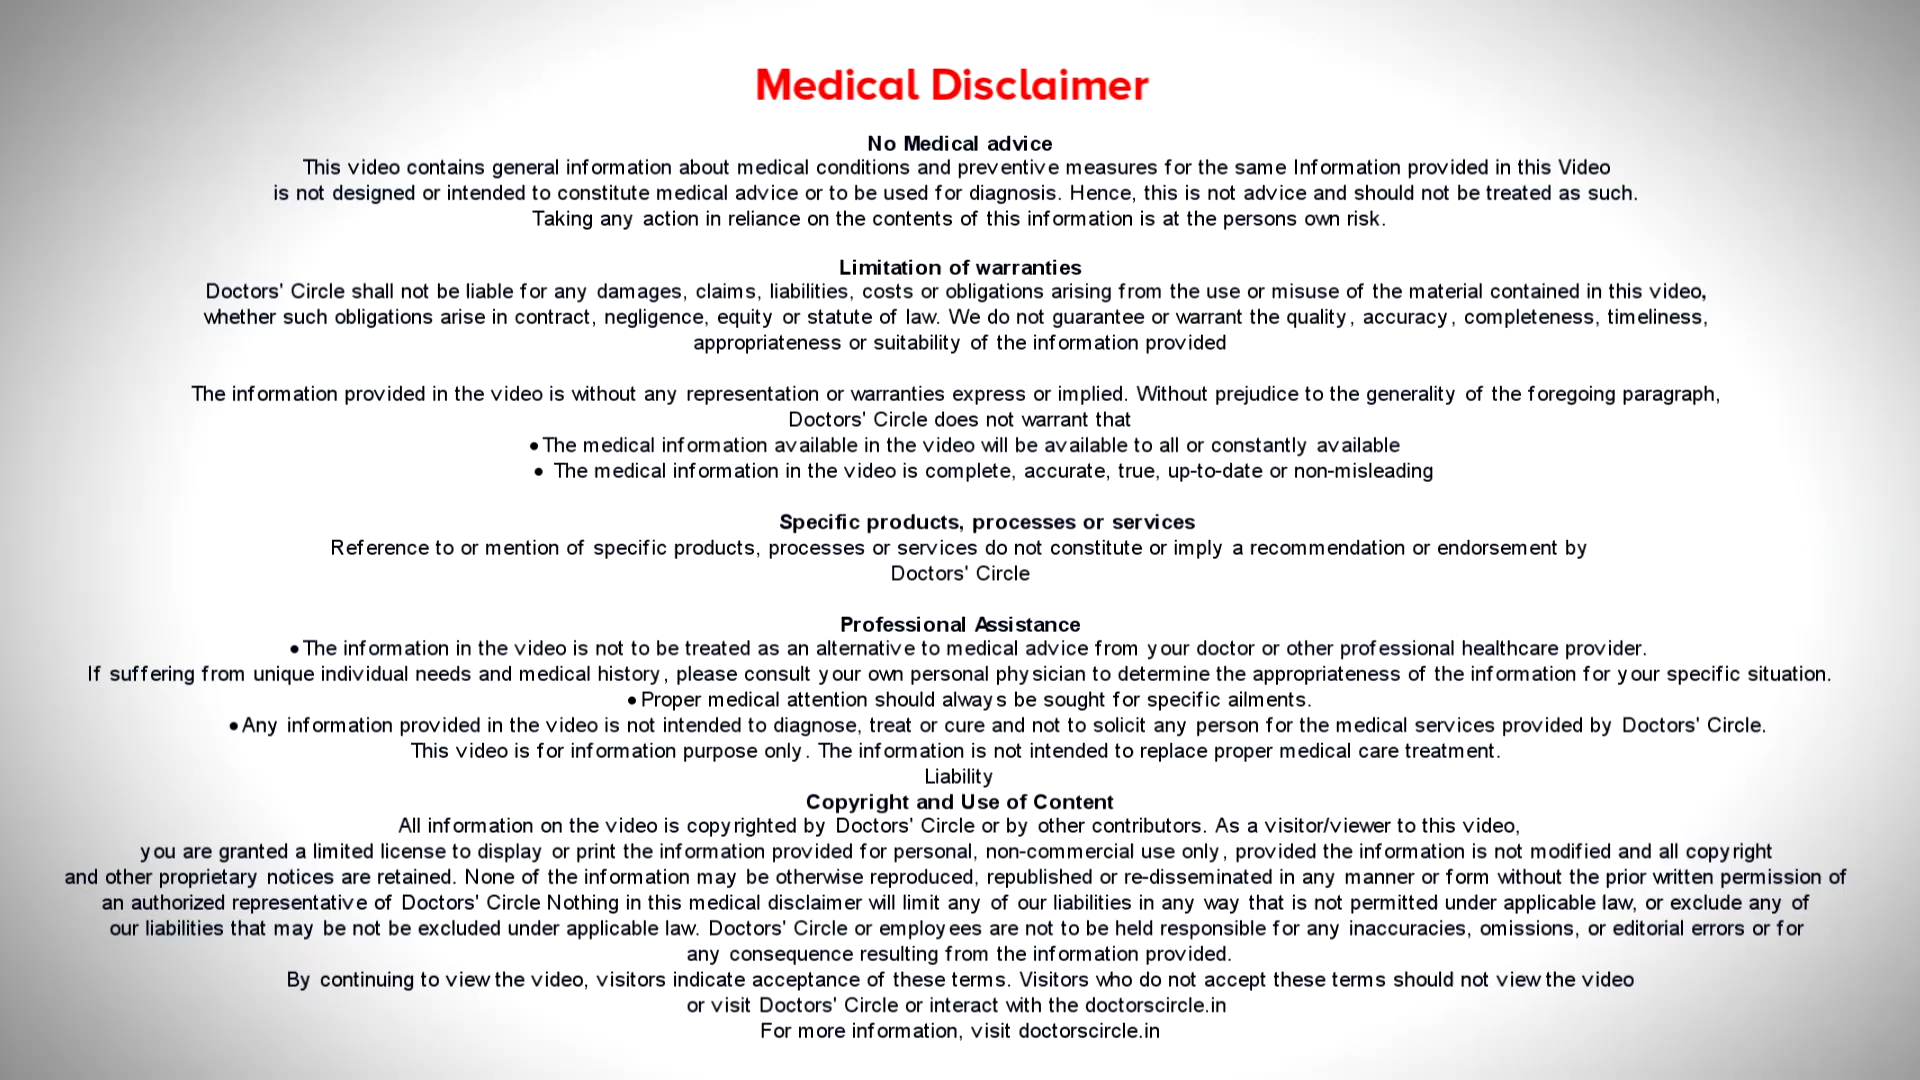 Medical Disclaimer
No Medical advice
This video contains general information about medical conditions and preventive measures for the same Information provided in this Video
is not designed or intended to constitute medical advice or to be used for diagnosis. Hence, this is not advice and should not be treated as such.
Taking any action in reliance on the contents of this information is at the persons own risk.
Limitation of warranties
Doctors' Circle shall not be liable for any damages, claims, liabilities, costs or obligations arising from the use or misuse of the material contained in this video,
whether such obligations arise in contract, negligence, equity or statute of law. We do not guarantee or warrant the quality, accuracy, completeness, timeliness,
appropriateness or suitability of the information provided
The information provided in the video is without any representation or warranties express or implied. Without prejudice to the generality of the foregoing paragraph,
Doctors' Circle does not warrant that
• The medical information available in the video will be available to all or constantly available
• The medical information in the video is complete, accurate, true, up-to-date or non-misleading
Specific products, processes or services
Reference to or mention of specific products, processes or services do not constitute or imply a recommendation or endorsement by
Doctors' Circle
Professional Assistance
• The information in the video is not to be treated as an alternative to medical advice from your doctor or other professional healthcare provider.
If suffering from unique individual needs and medical history, please consult your own personal physician to determine the appropriateness of the information for your specific situation.
• Proper medical attention should always be sought for specific ailments.
• Any information provided in the video is not intended to diagnose, treat or cure and not to solicit any person for the medical services provided by Doctors' Circle.
This video is for information purpose only. The information is not intended to replace proper medical care treatment.
Liability
Copyright and Use of Content
All information on the video is copyrighted by Doctors' Circle or by other contributors. As a visitor/viewer to this video,
you are granted a limited license to display or print the information provided for personal, non-commercial use only, provided the information is not modified and all copyright
and other proprietary notices are retained. None of the information may be otherwise reproduced, republished or re-disseminated in any manner or form without the prior written permission of
an authorized representative of Doctors' Circle Nothing in this medical disclaimer will limit any of our liabilities in any way that is not permitted under applicable law, or exclude any of
our liabilities that may be not be excluded under applicable law. Doctors' Circle or employees are not to be held responsible for any inaccuracies, omissions, or editorial errors or for
any consequence resulting from the information provided.
By continuing to view the video, visitors indicate acceptance of these terms. Visitors who do not accept these terms should not view the video
or visit Doctors' Circle or interact with the doctorscircle.in
For more information, visit doctorscircle.in